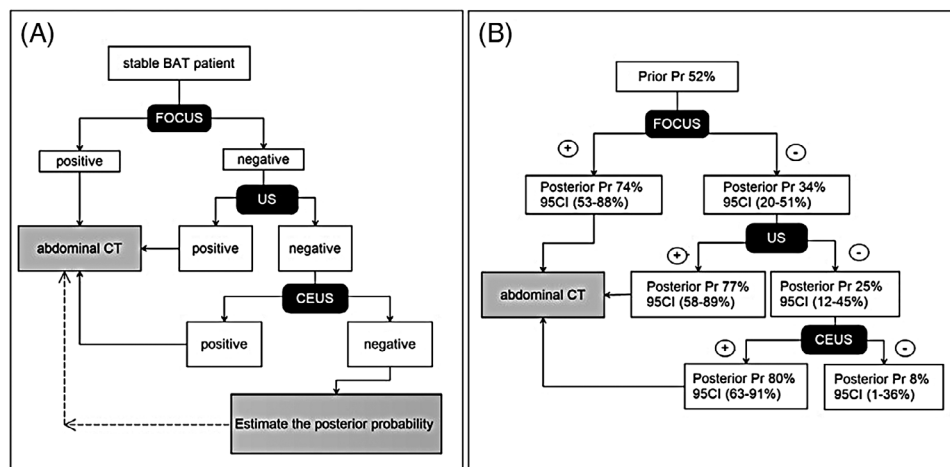 (A)
stable BAT patient
FOCUS
positive
negative
US
abdominal CT
positive
negative
CEUS
positive
negative
Estimate the posterior probability
(B)
Prior Pr 52%
FOCUS
+
-
Posterior Pr 74%
95CI (53-88%)
Posterior Pr 34%
95CI (20-51%)
US
+
-
abdominal CT
Posterior Pr 77%
95CI (58-89%)
Posterior Pr 25%
95CI (12-45%)
CEUS
+
-
Posterior Pr 80%
95CI (63-91%)
Posterior Pr 8%
95CI (1-36%)